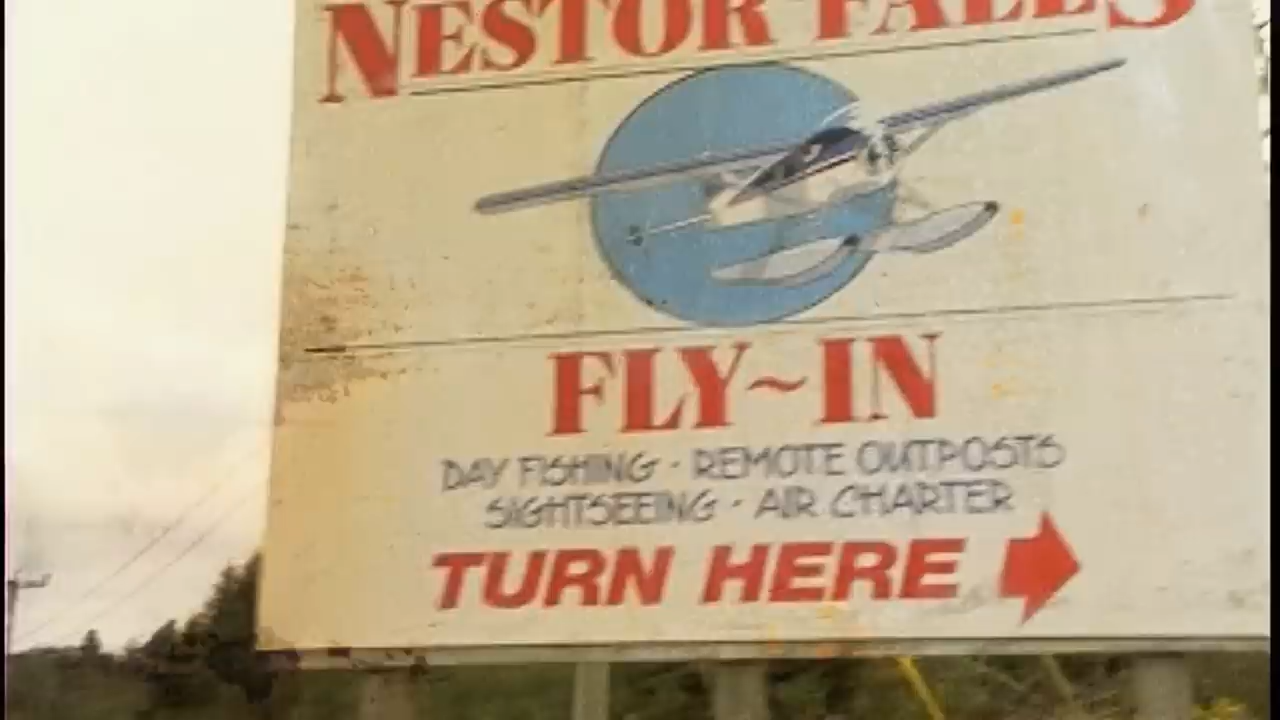 NESTOR FALLS
FLY~IN
DAY FISHING · REMOTE OUTPOSTS
SIGHTSEEING · AIR CHARTER
TURN HERE